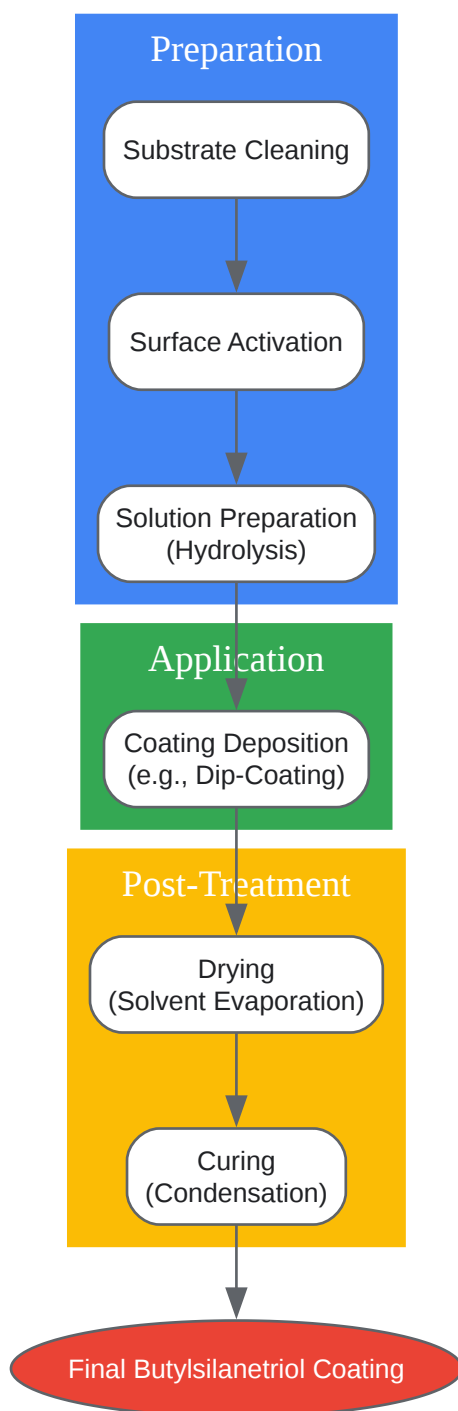 Preparation
Substrate Cleaning
Surface Activation
Solution Preparation
(Hydrolysis)
Application
Coating Deposition
(e.g., Dip-Coating)
Post-Treatment
Drying
(Solvent Evaporation)
Curing
(Condensation)
Final Butylsilanetriol Coating